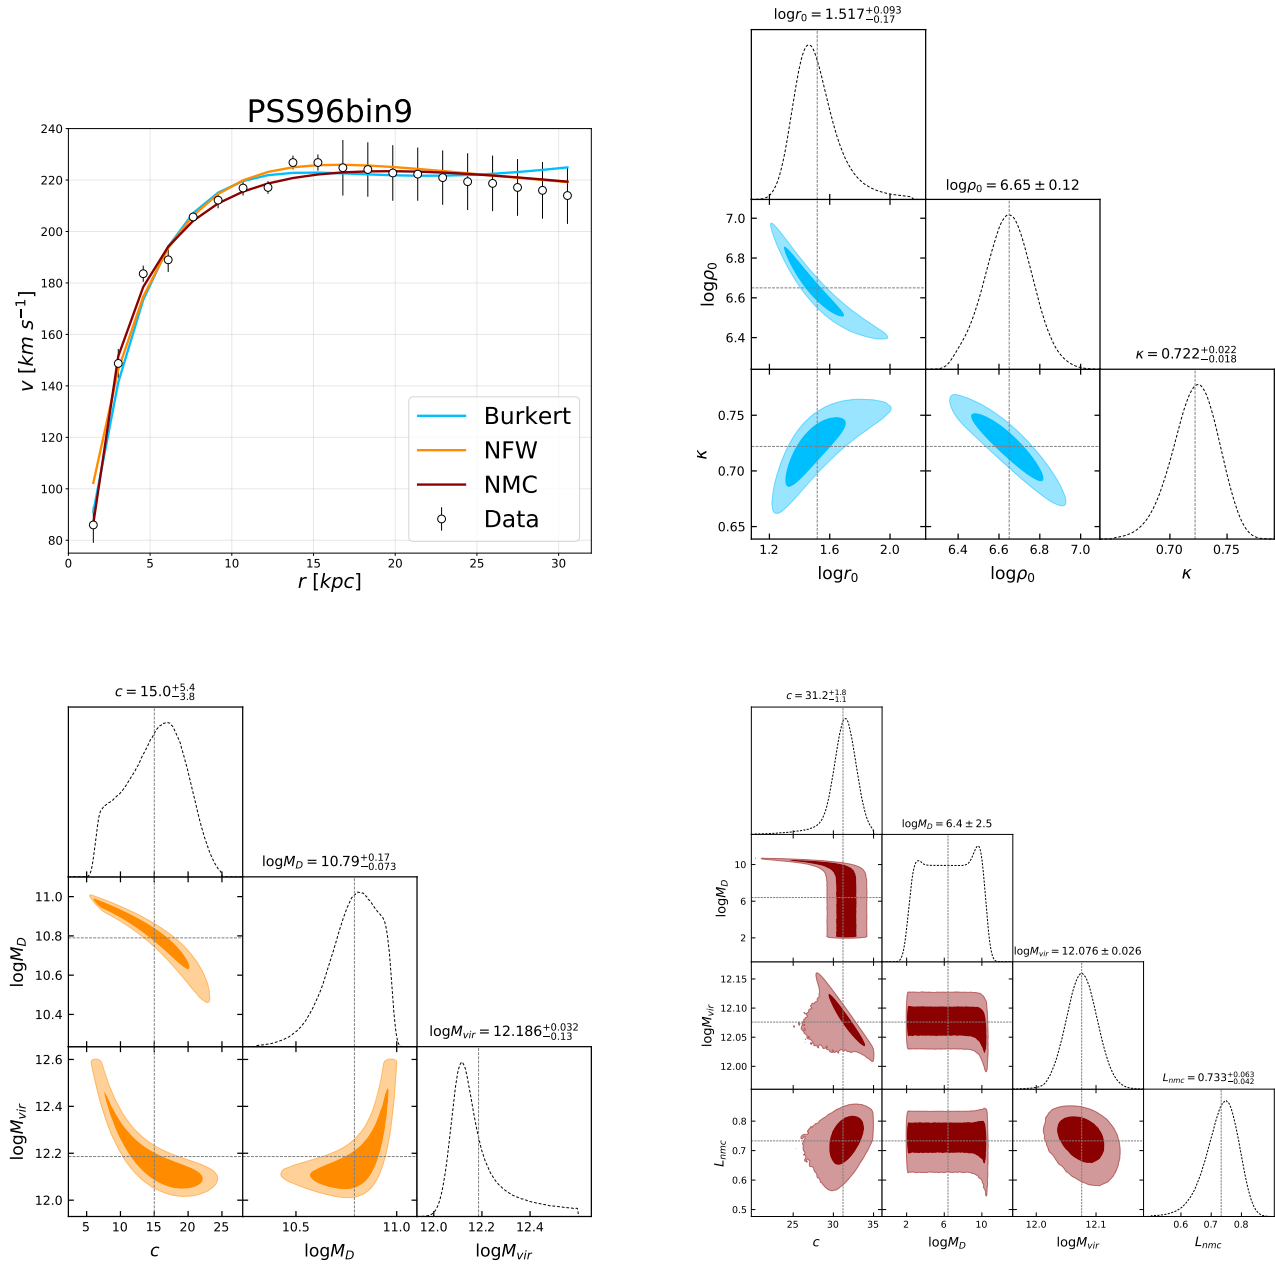 PSS96bin9
240
220
200
180
160
140
120
100
80
v [km s⁻¹]
0 5 10 15 20 25 30
r [kpc]
Burkert
NFW
NMC
Data
logr₀ = 1.517+0.093−0.17
logρ₀ = 6.65 ± 0.12
κ = 0.722+0.022−0.018
7.0
6.8
6.6
6.4
logρ₀
0.75
0.70
0.65
κ
1.2 1.6 2.0 6.4 6.6 6.8 7.0 0.70 0.75
logr₀ logρ₀ κ
c = 15.0+5.4−3.8
logM_D = 10.79+0.17−0.073
logM_vir = 12.186+0.032−0.13
11.0
10.8
10.6
10.4
logM_D
12.6
12.4
12.2
12.0
logM_vir
5 10 15 20 25 10.5 11.0 12.0 12.2 12.4
c logM_D logM_vir
c = 31.2+1.8−1.1
logM_D = 6.4 ± 2.5
logM_vir = 12.076 ± 0.026
L_nmc = 0.733+0.063−0.042
10
6
2
logM_D
12.15
12.10
12.05
12.00
logM_vir
0.8
0.7
0.6
0.5
L_nmc
25 30 35 2 6 10 12.0 12.1 0.6 0.7 0.8
c logM_D logM_vir L_nmc